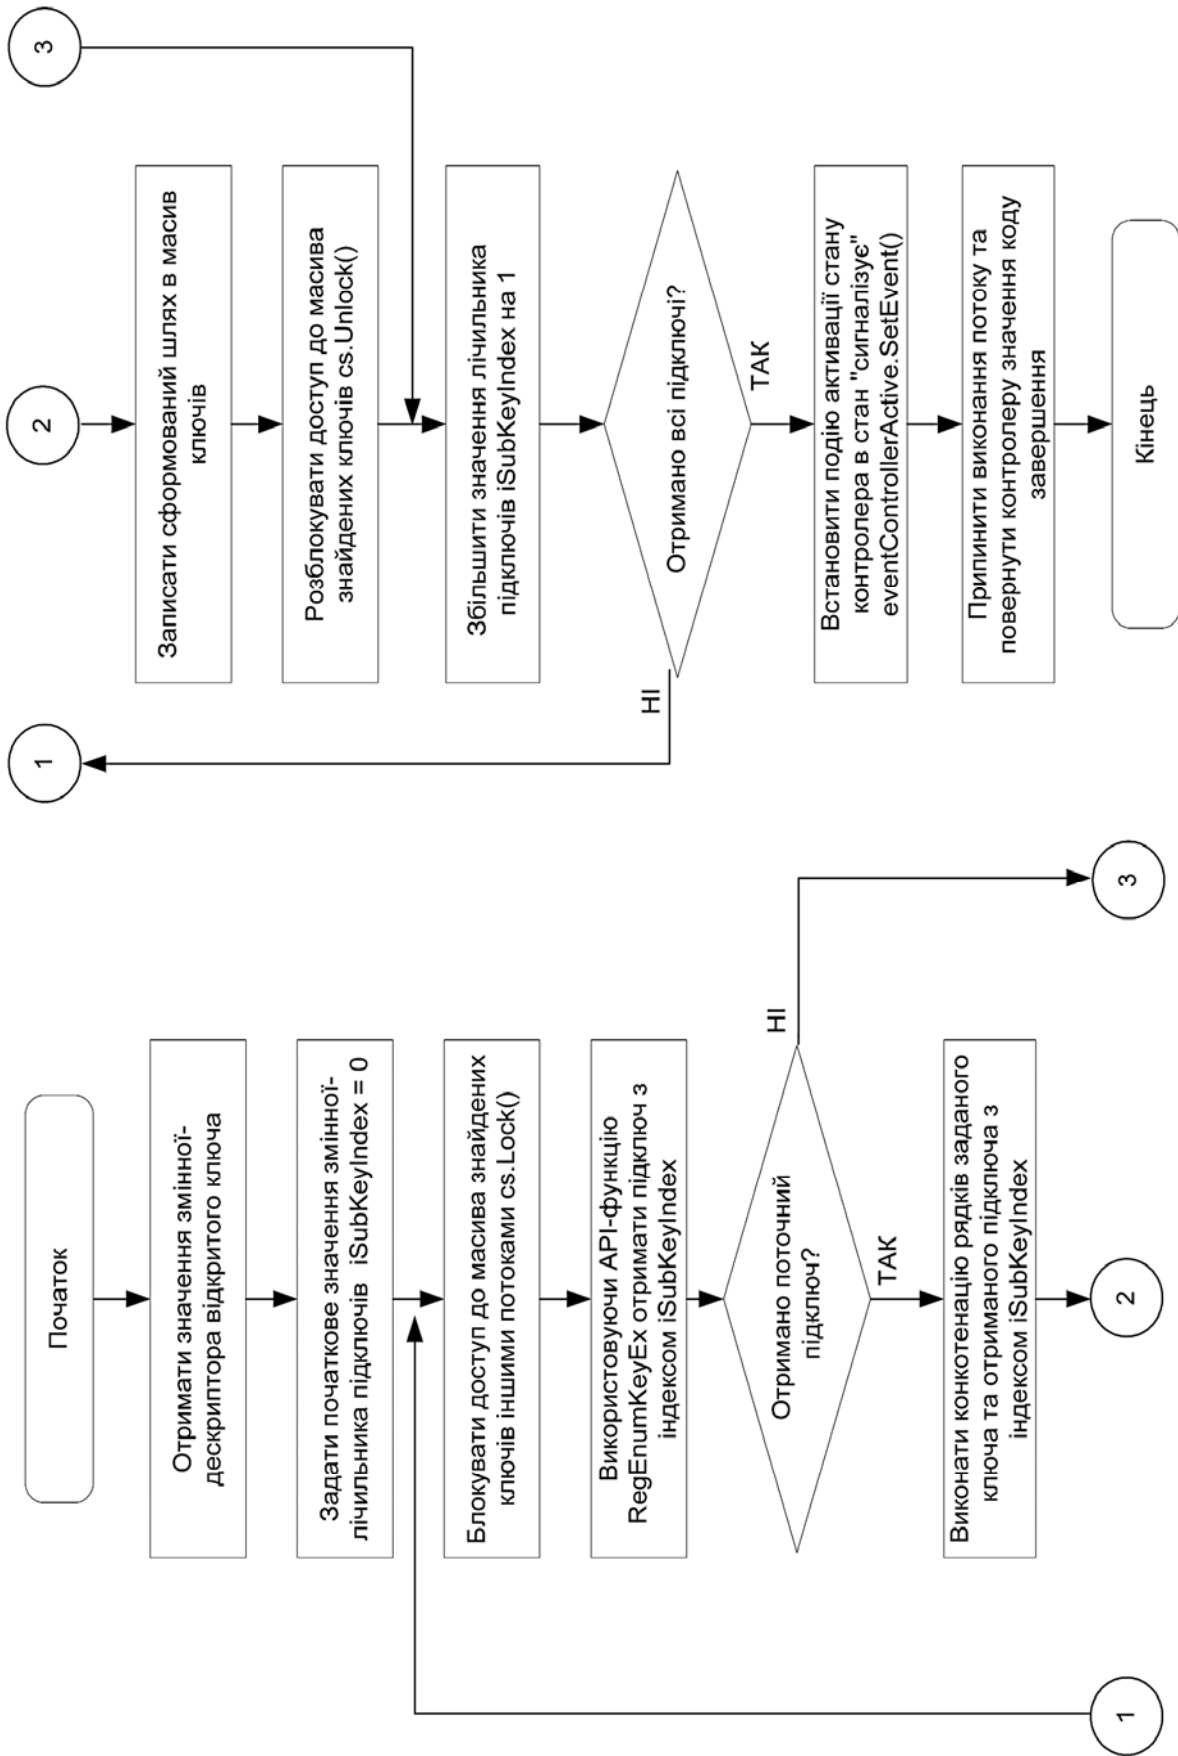 Початок
Отримати значення змінної-
дескриптора відкритого ключа
Задати початкове значення змінної-
лічильника підключів iSubKeyIndex = 0
Блокувати доступ до масива знайдених
ключів іншими потоками cs.Lock()
Використовуючи API-функцію
RegEnumKeyEx отримати підключ з
індексом iSubKeyIndex
Отримано поточний
підключ?
НІ
ТАК
Виконати конкотенацію рядків заданого
ключа та отриманого підключа з
індексом iSubKeyIndex
1
2
3
1
2
3
Записати сформований шлях в масив
ключів
Розблокувати доступ до масива
знайдених ключів cs.Unlock()
Збільшити значення лічильника
підключів iSubKeyIndex на 1
Отримано всі підключі?
НІ
ТАК
Встановити подію активації стану
контролера в стан "сигналізує"
eventControllerActive.SetEvent()
Припинити виконання потоку та
повернути контролеру значення коду
завершення
Кінець